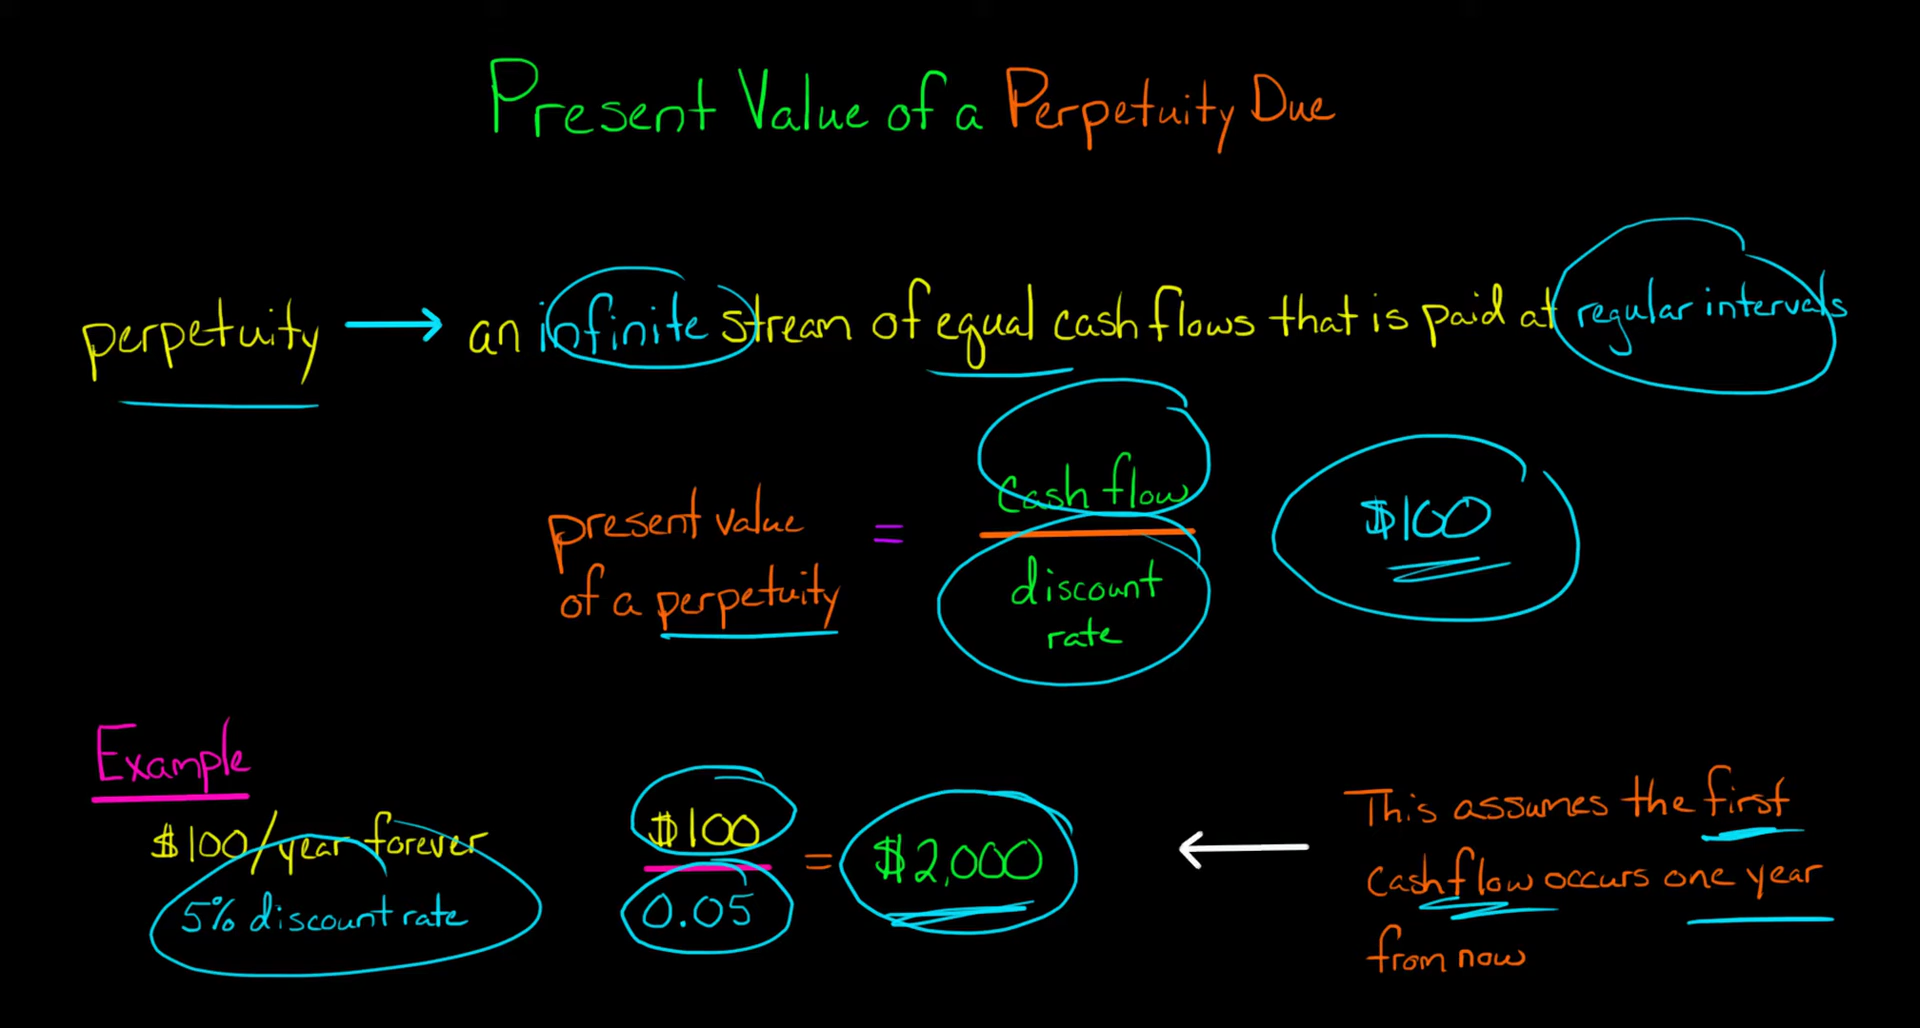 Present Value of a Perpetuity Due
perpetuity → an infinite stream of equal cash flows that is paid at regular intervals
present value
of a perpetuity
=
cash flow
discount
rate
$100
Example
$100/year forever
5% discount rate
$100
0.05
= $2,000
This assumes the first
cash flow occurs one year
from now